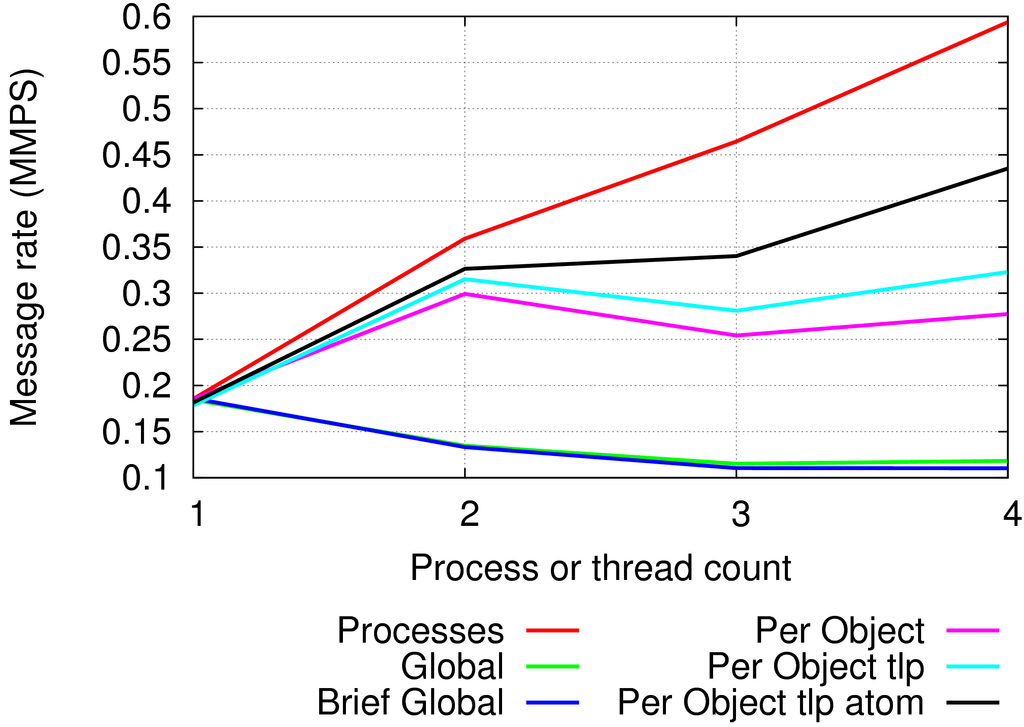 Message rate (MMPS)
0.6
0.55
0.5
0.45
0.4
0.35
0.3
0.25
0.2
0.15
0.1
1 2 3 4
Process or thread count
Processes Per Object
Global Per Object tlp
Brief Global Per Object tlp atom